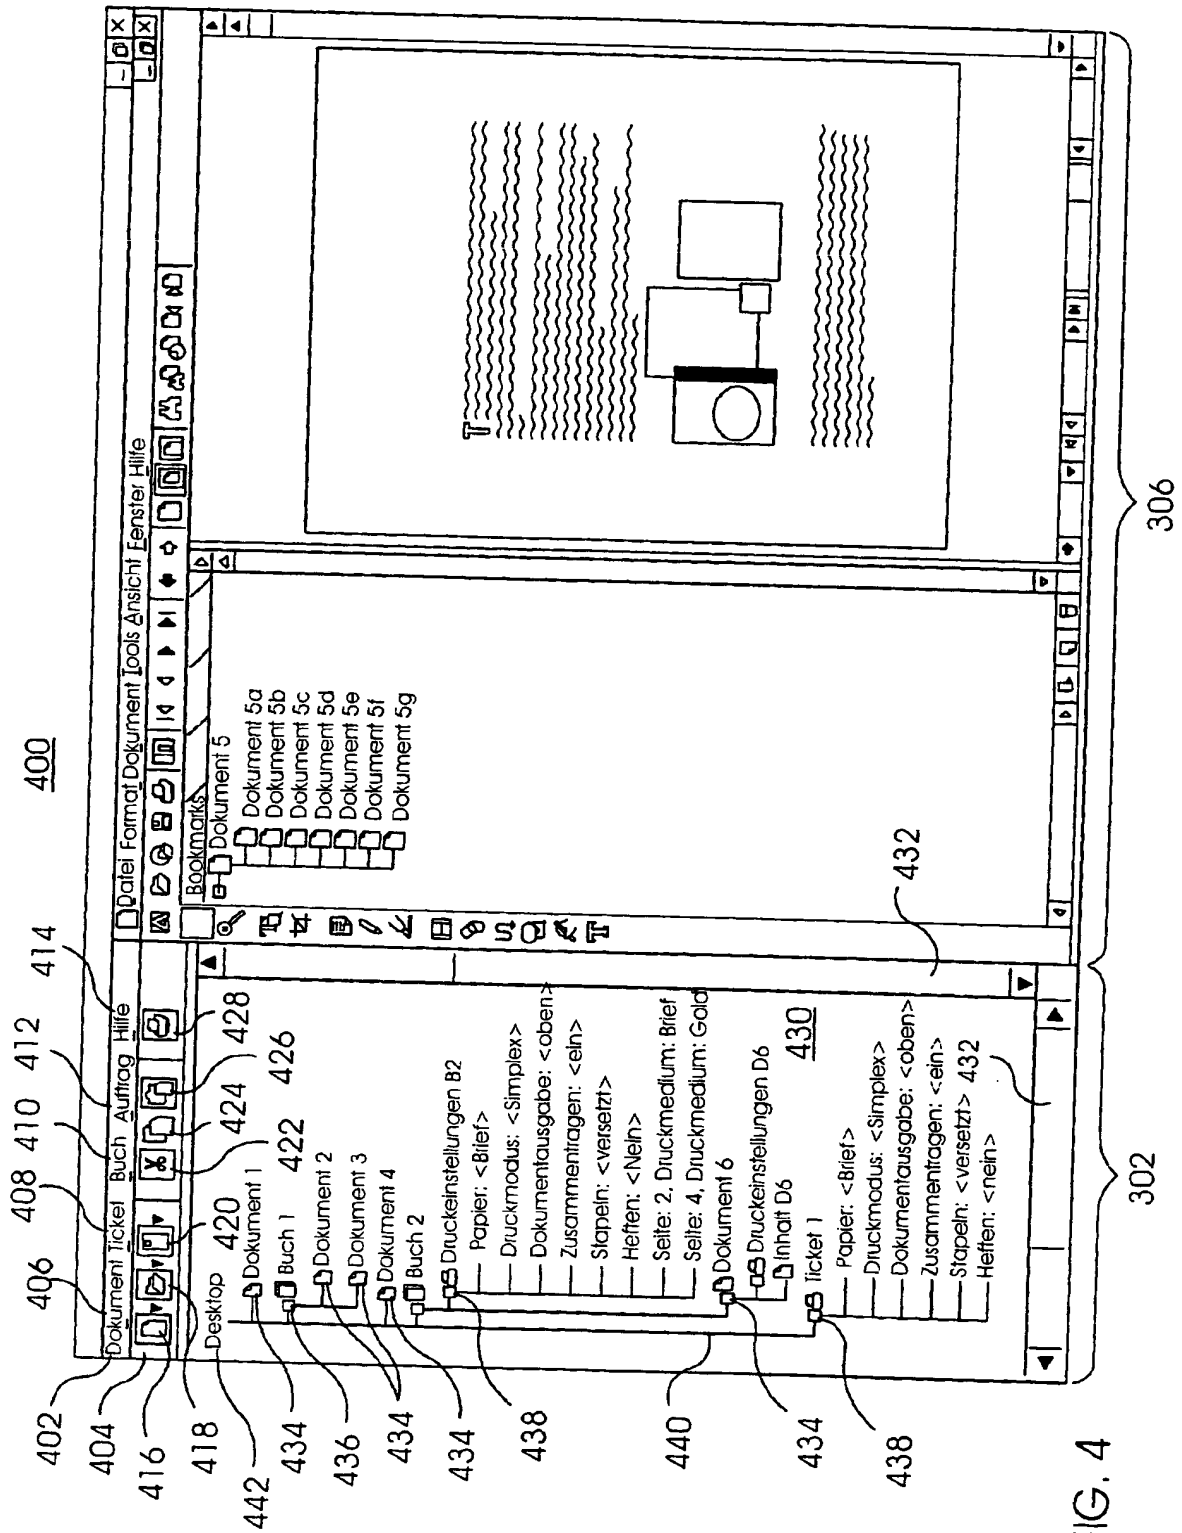 400
402
404
406
408
410
412
414
Dokument Ticket Buch Auftrag Hilfe
Datei Format Dokument Tools Ansicht Fenster Hilfe
416
418
420
422
424
426
428
442
Desktop
434
Dokument 1
436
Buch 1
434
Dokument 2
Dokument 3
434
Dokument 4
Buch 2
438
Druckeinstellungen B2
Papier: <Brief>
Druckmodus: <Simplex>
Dokumentausgabe: <oben>
Zusammentragen: <ein>
Stapeln: <versetzt>
Heften: <Nein>
Seite: 2, Druckmedium: Brief
Seite: 4, Druckmedium: Gold
440
434
Dokument 6
Druckeinstellungen D6
Inhalt D6
430
438
Ticket 1
Papier: <Brief>
Druckmodus: <Simplex>
Dokumentausgabe: <oben>
Zusammentragen: <ein>
Stapeln: <versetzt>
Heften: <nein>
432
432
Bookmarks
Dokument 5
Dokument 5a
Dokument 5b
Dokument 5c
Dokument 5d
Dokument 5e
Dokument 5f
Dokument 5g
T
T
302
306
FIG. 4